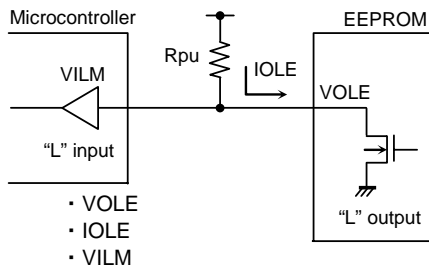 Microcontroller
EEPROM
Rpu
IOLE
VILM
VOLE
“L” input
“L” output
・VOLE
・IOLE
・VILM